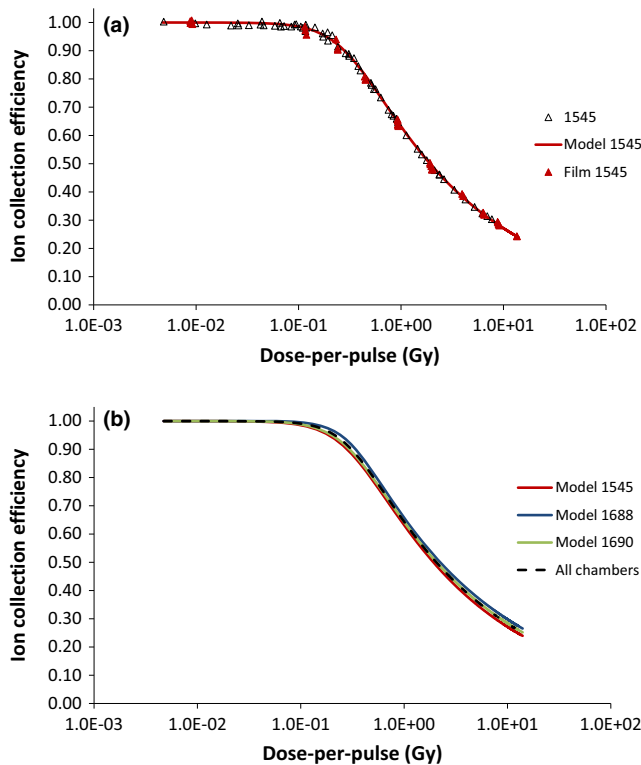 (a)
Ion collection efficiency
1.00
0.90
0.80
0.70
0.60
0.50
0.40
0.30
0.20
0.10
0.00
1.0E-03 1.0E-02 1.0E-01 1.0E+00 1.0E+01 1.0E+02
Dose-per-pulse (Gy)
1545
Model 1545
Film 1545
(b)
Ion collection efficiency
1.00
0.90
0.80
0.70
0.60
0.50
0.40
0.30
0.20
0.10
0.00
1.0E-03 1.0E-02 1.0E-01 1.0E+00 1.0E+01 1.0E+02
Dose-per-pulse (Gy)
Model 1545
Model 1688
Model 1690
All chambers